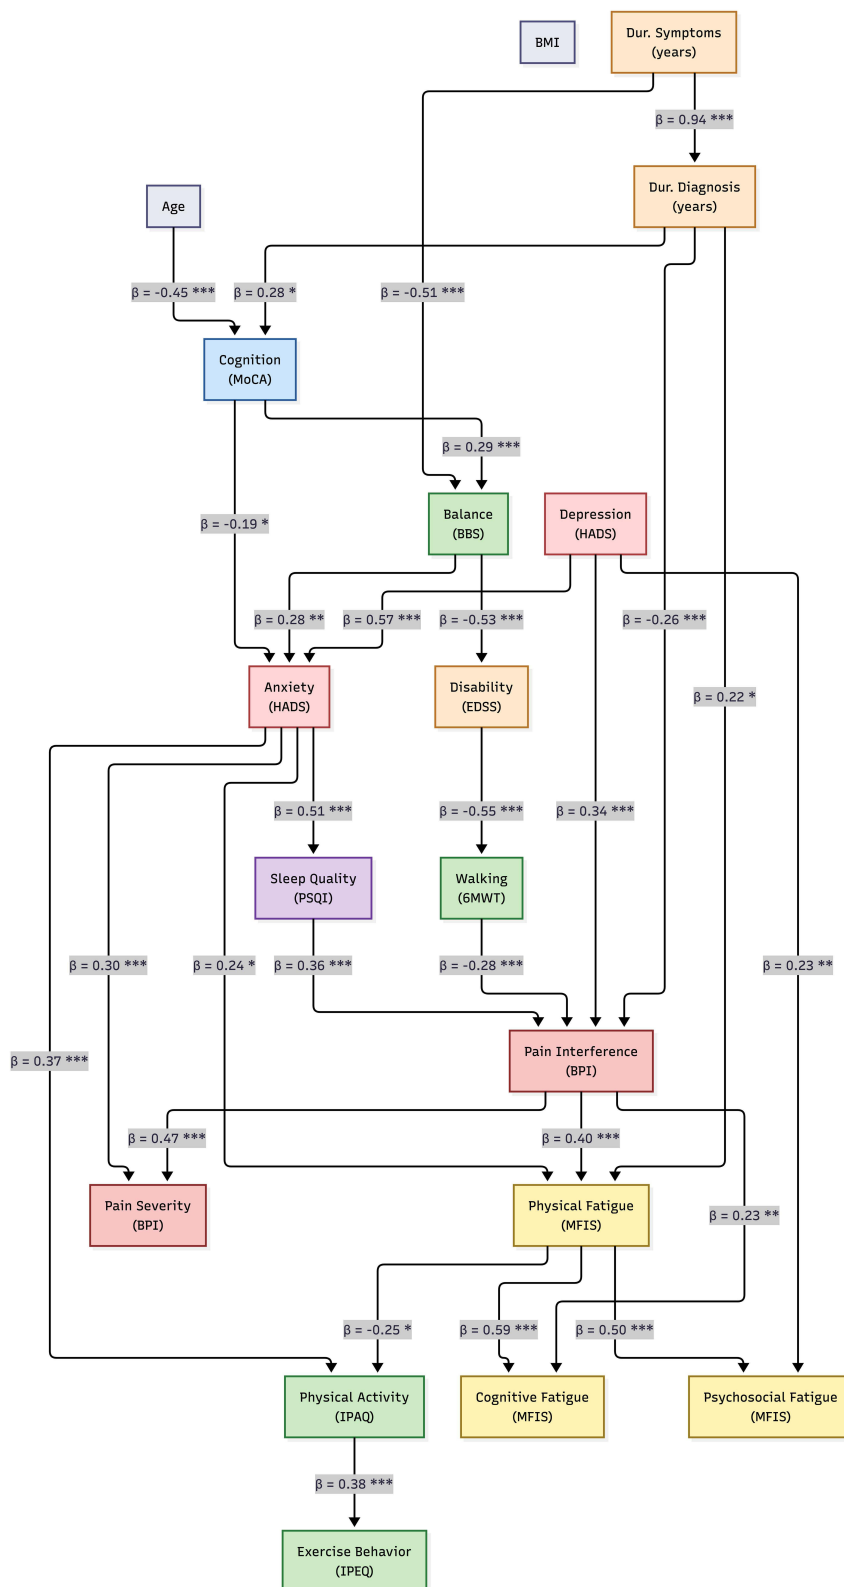 BMI
Dur. Symptoms
(years)
β = 0.94 ***
Dur. Diagnosis
(years)
Age
β = -0.45 ***
β = 0.28 *
β = -0.51 ***
Cognition
(MoCA)
β = 0.29 ***
β = -0.19 *
Balance
(BBS)
Depression
(HADS)
β = 0.28 **
β = 0.57 ***
β = -0.53 ***
β = -0.26 ***
β = 0.22 *
Anxiety
(HADS)
Disability
(EDSS)
β = 0.51 ***
β = -0.55 ***
β = 0.34 ***
Sleep Quality
(PSQI)
Walking
(6MWT)
β = 0.30 ***
β = 0.24 *
β = 0.36 ***
β = -0.28 ***
β = 0.23 **
β = 0.37 ***
Pain Interference
(BPI)
β = 0.47 ***
β = 0.40 ***
Pain Severity
(BPI)
Physical Fatigue
(MFIS)
β = 0.23 **
β = -0.25 *
β = 0.59 ***
β = 0.50 ***
Physical Activity
(IPAQ)
Cognitive Fatigue
(MFIS)
Psychosocial Fatigue
(MFIS)
β = 0.38 ***
Exercise Behavior
(IPEQ)